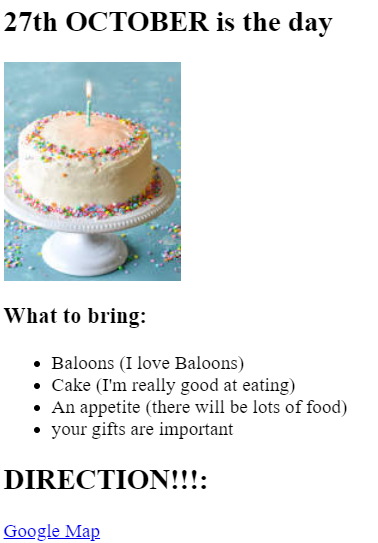 27th OCTOBER is the day
What to bring:
Baloons (I love Baloons)
Cake (I'm really good at eating)
An appetite (there will be lots of food)
your gifts are important
DIRECTION!!!:
Google Map